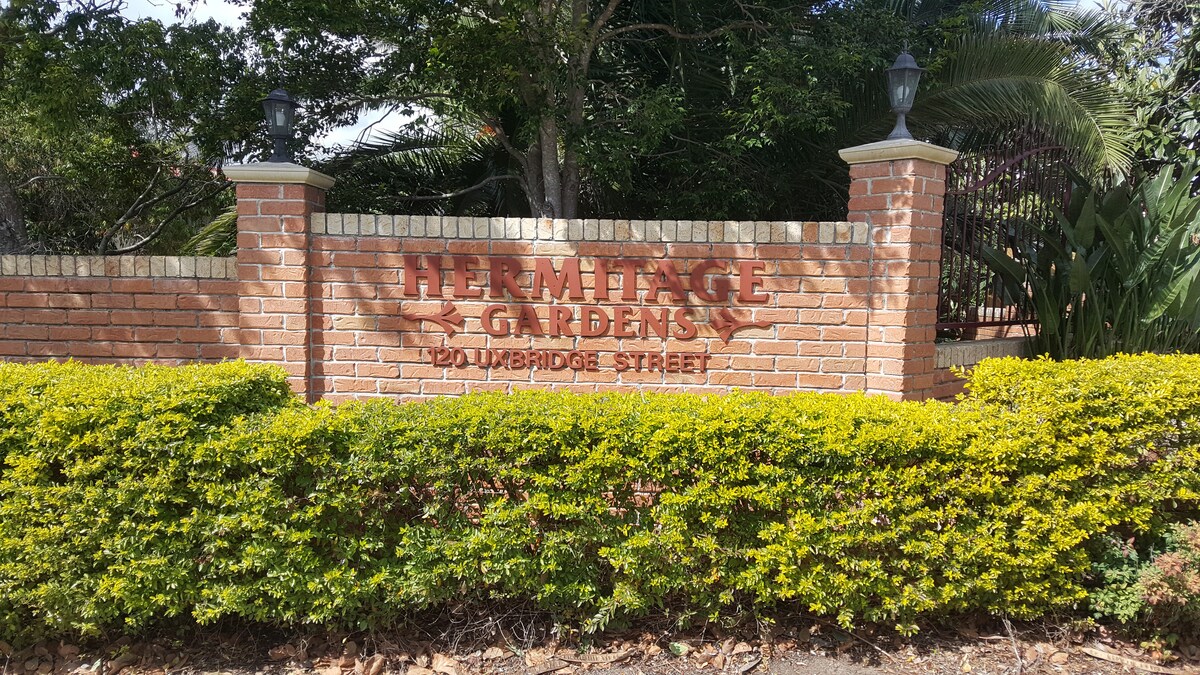 HERMITAGE
GARDENS
120 UXBRIDGE STREET